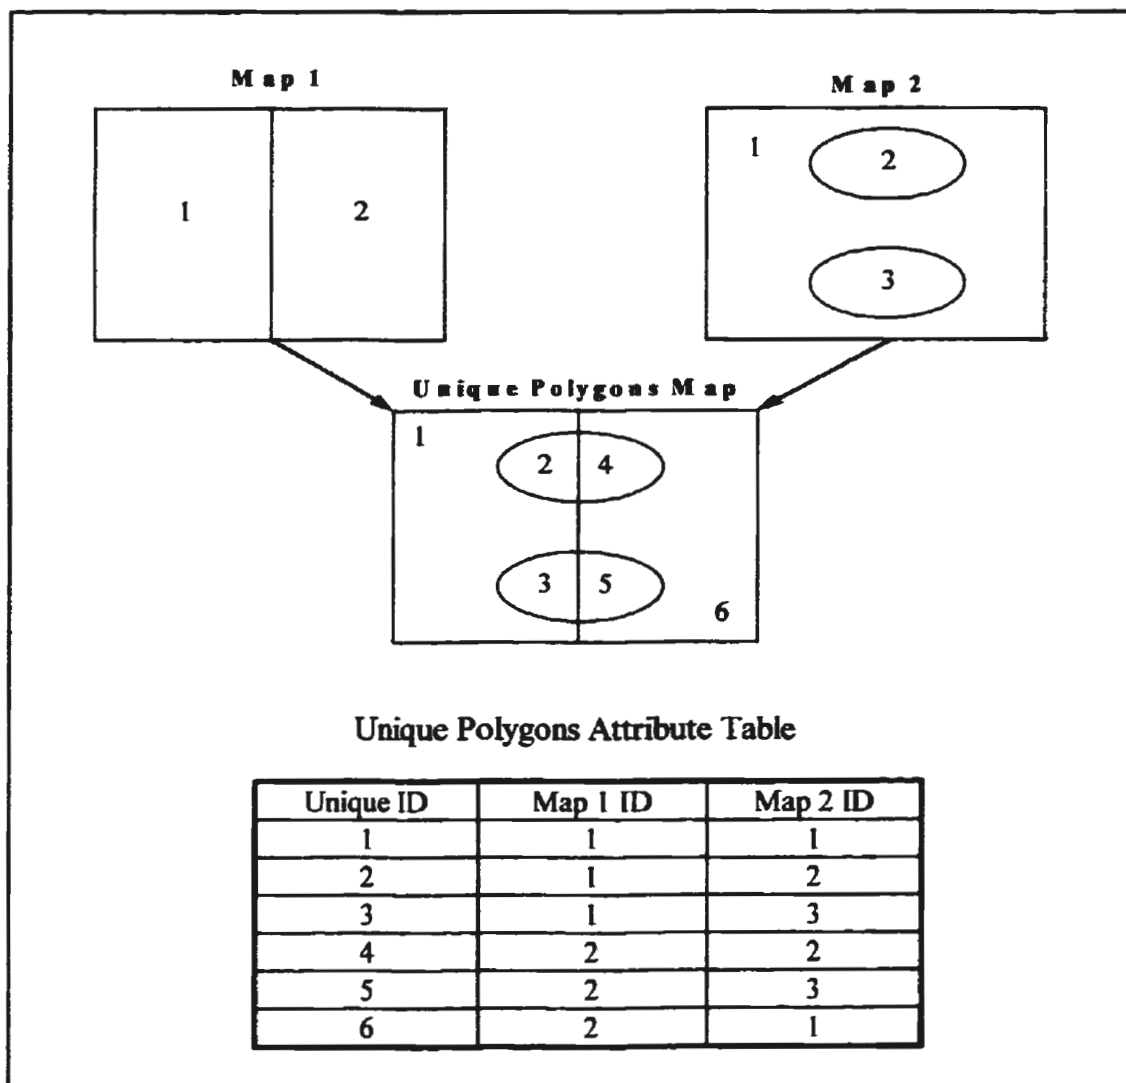 Map 1
Map 2
1
2
1
2
3
Unique Polygons Map
1
2
4
3
5
6
Unique Polygons Attribute Table
Unique ID Map 1 ID Map 2 ID
1 1 1
2 1 2
3 1 3
4 2 2
5 2 3
6 2 1